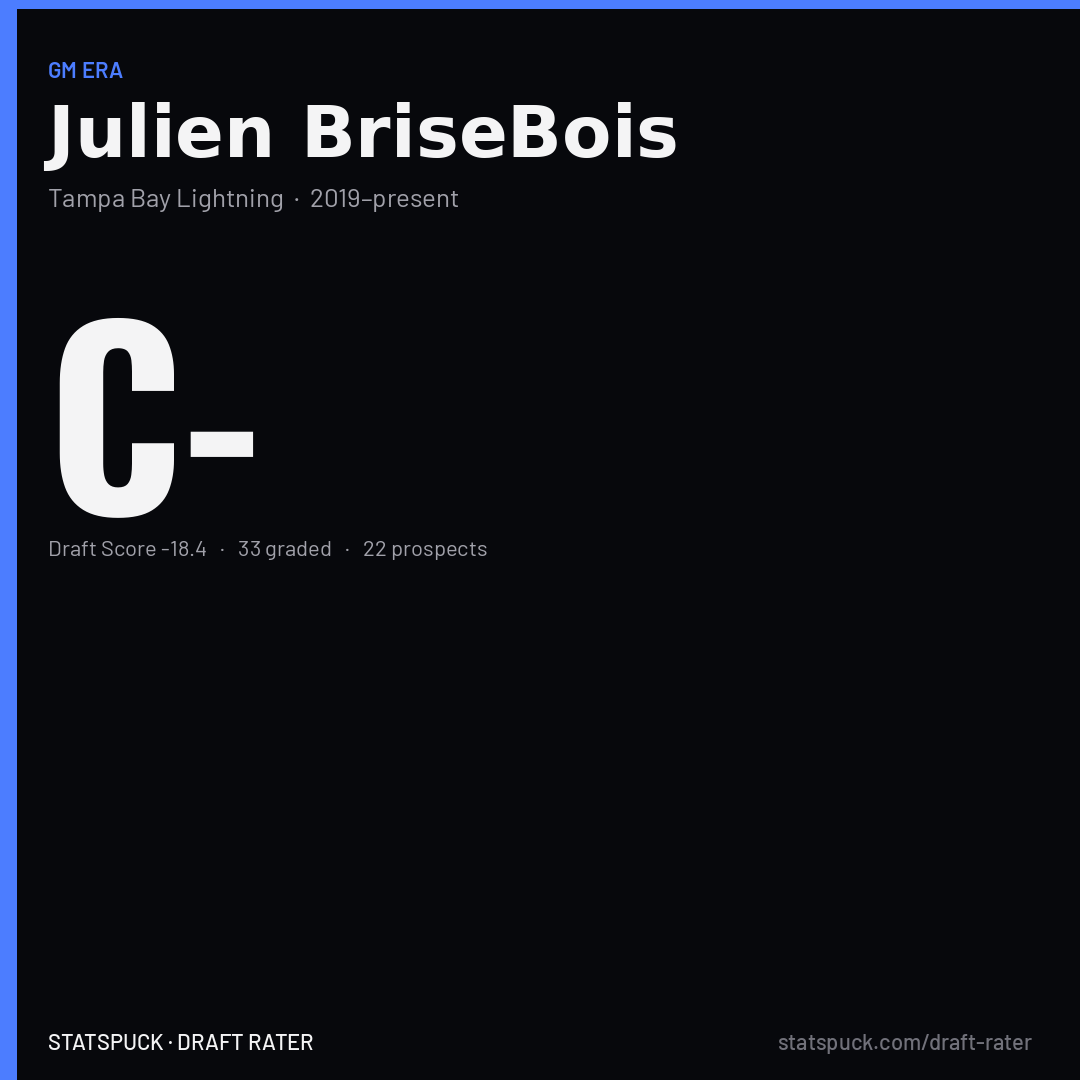 GM ERA
Julien BriseBois
Tampa Bay Lightning · 2019–present
C-
Draft Score -18.4 · 33 graded · 22 prospects
STATSPUCK · DRAFT RATER
statspuck.com/draft-rater